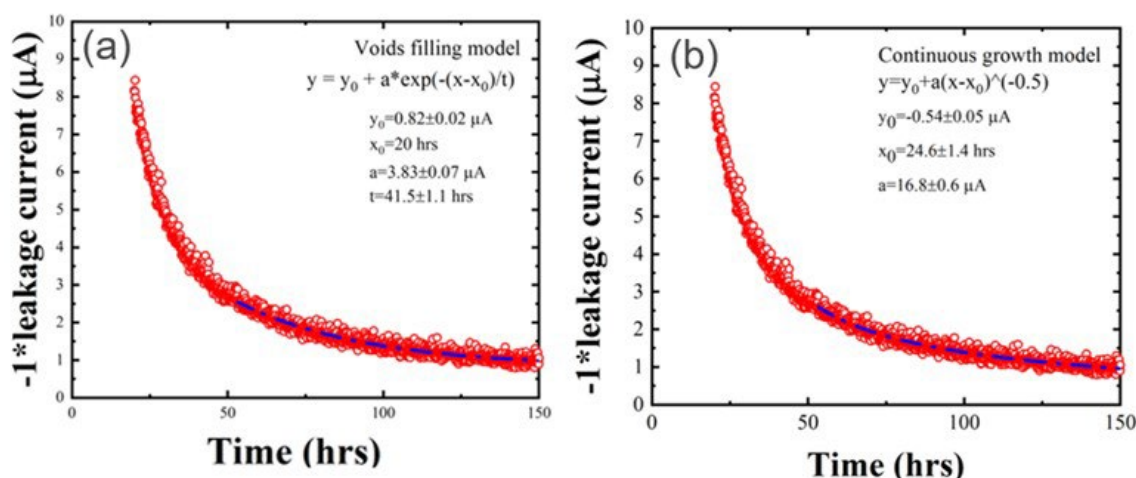 (a)
Voids filling model
y = y₀ + a*exp(-(x-x₀)/t)
y₀=0.82±0.02 μA
x₀=20 hrs
a=3.83±0.07 μA
t=41.5±1.1 hrs
-1*leakage current (μA)
10
9
8
7
6
5
4
3
2
1
0
0
50
100
150
Time (hrs)
(b)
Continuous growth model
y=y₀+a(x-x₀)^(-0.5)
y₀=-0.54±0.05 μA
x₀=24.6±1.4 hrs
a=16.8±0.6 μA
-1*leakage current (μA)
10
9
8
7
6
5
4
3
2
1
0
0
50
100
150
Time (hrs)